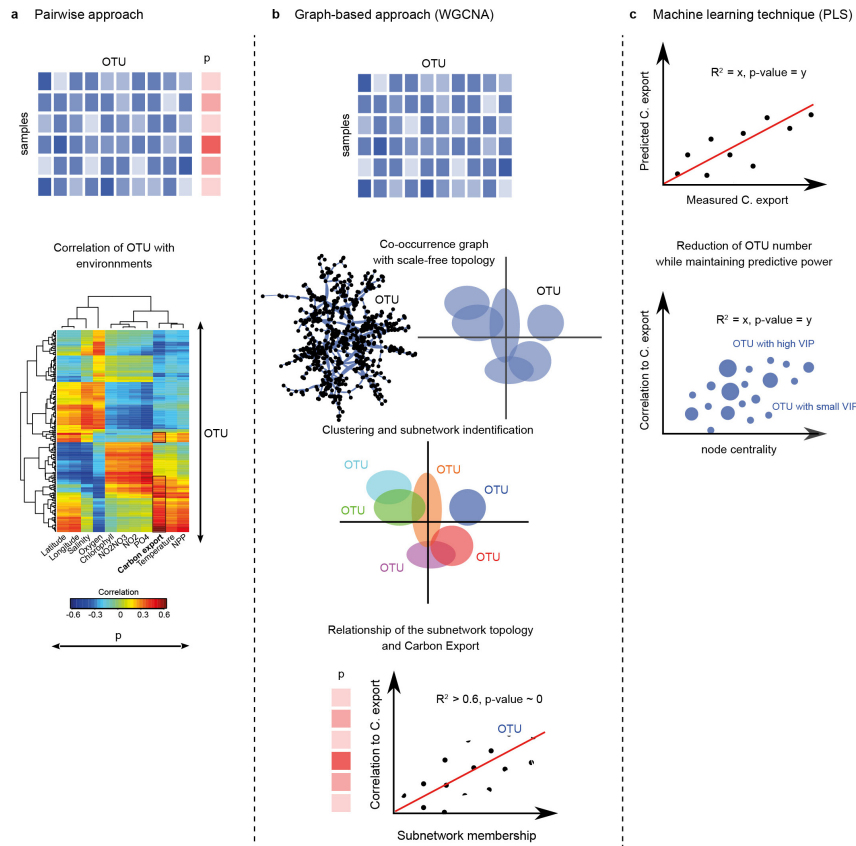 a Pairwise approach
OTU
p
samples
Correlation of OTU with
environnments
OTU
Latitude
Longitude
Salinity
Oxygen
Chlorophyll
NO2NO3
NO2
PO4
Carbon export
Temperature
NPP
Correlation
-0.6 -0.3 0 0.3 0.6
p
b Graph-based approach (WGCNA)
OTU
samples
Co-occurrence graph
with scale-free topology
OTU
OTU
Clustering and subnetwork indentification
OTU
OTU
OTU
OTU
OTU
OTU
Relationship of the subnetwork topology
and Carbon Export
p
Correlation to C. export
R² > 0.6, p-value ~ 0
OTU
Subnetwork membership
c Machine learning technique (PLS)
Predicted C. export
R² = x, p-value = y
Measured C. export
Reduction of OTU number
while maintaining predictive power
Correlation to C. export
R² = x, p-value = y
OTU with high VIP
OTU with small VIP
node centrality